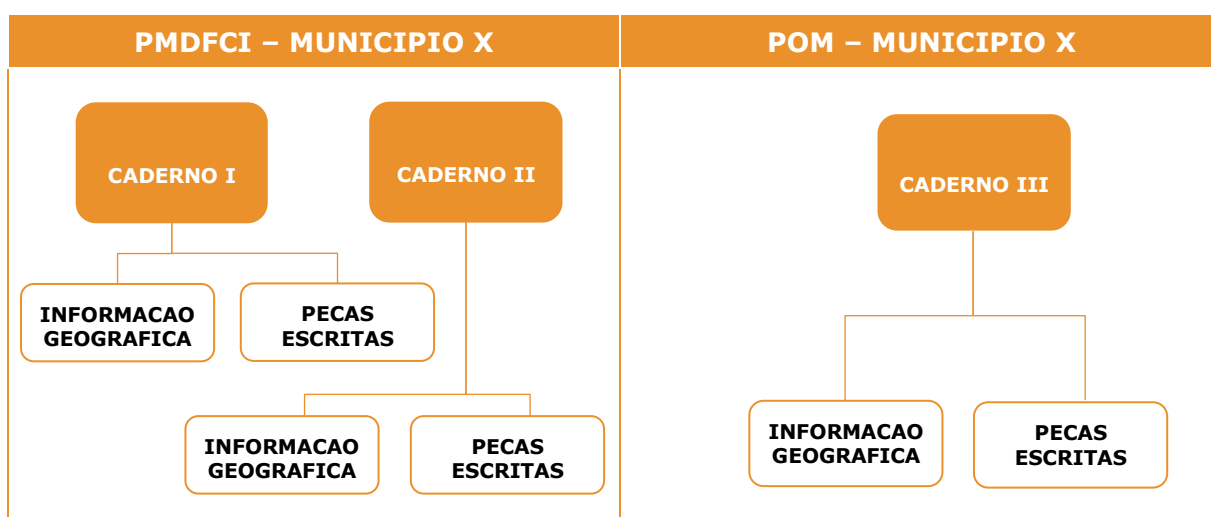 PMDFCI – MUNICIPIO X
POM – MUNICIPIO X
CADERNO I
CADERNO II
CADERNO III
INFORMACAO
GEOGRAFICA
PECAS
ESCRITAS
INFORMACAO
GEOGRAFICA
PECAS
ESCRITAS
INFORMACAO
GEOGRAFICA
PECAS
ESCRITAS